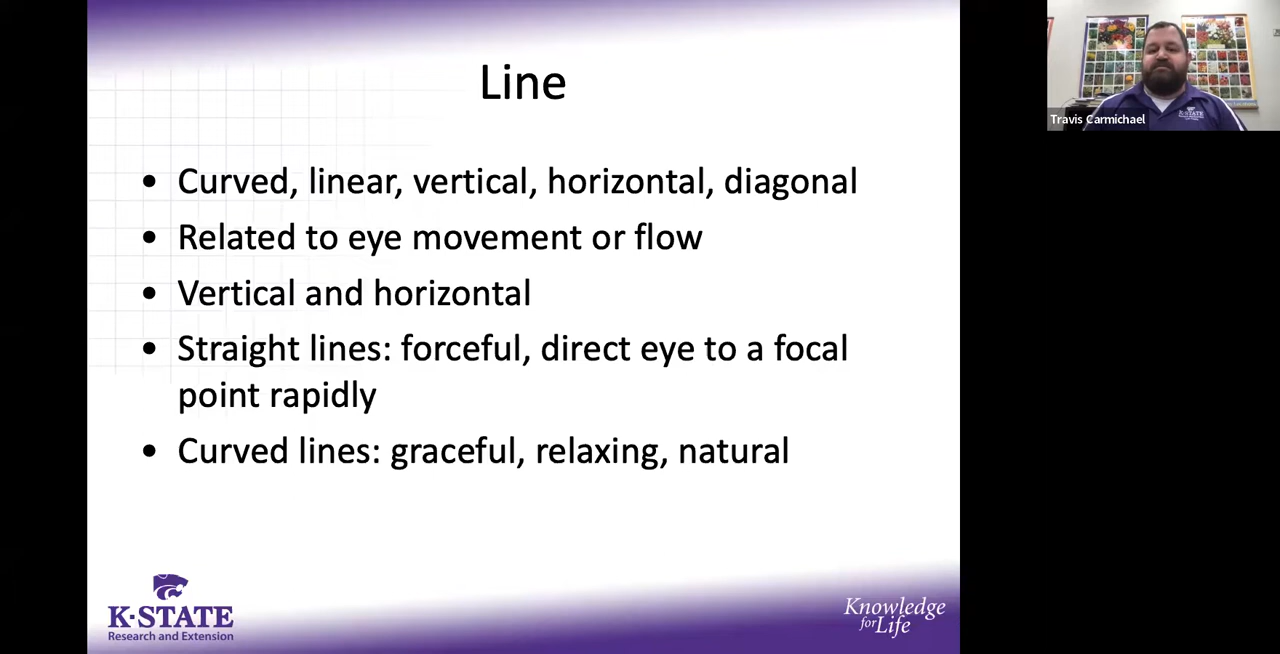 Line
• Curved, linear, vertical, horizontal, diagonal
• Related to eye movement or flow
• Vertical and horizontal
• Straight lines: forceful, direct eye to a focal
point rapidly
• Curved lines: graceful, relaxing, natural
K-STATE
Research and Extension
Knowledge
for Life
Travis Carmichael
K-STATE